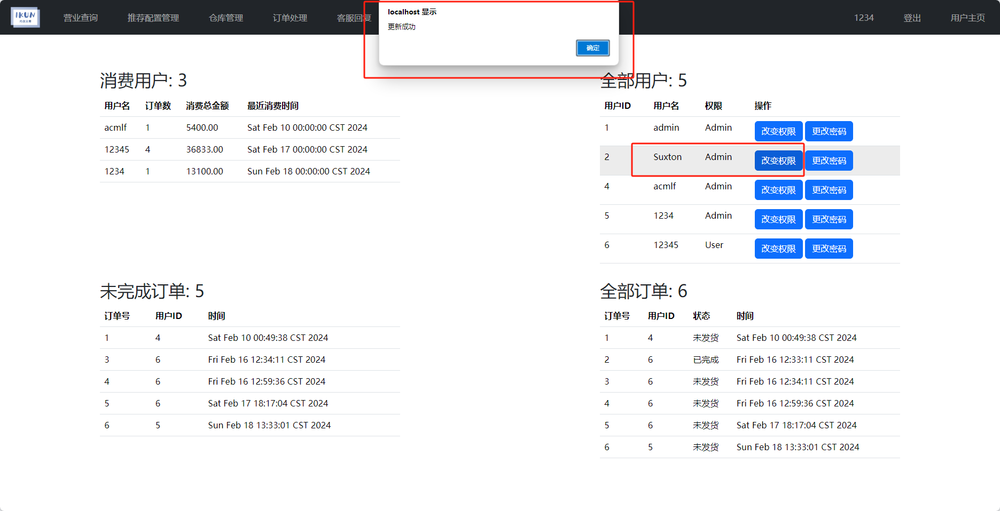 IKUN
营业查询 推荐配置管理 仓库管理 订单处理 客服回复 1234 登出 用户主页
localhost 显示
更新成功
确定
消费用户: 3
用户名 订单数 消费总金额 最近消费时间
acmlf 1 5400.00 Sat Feb 10 00:00:00 CST 2024
12345 4 36833.00 Sat Feb 17 00:00:00 CST 2024
1234 1 13100.00 Sun Feb 18 00:00:00 CST 2024
全部用户: 5
用户ID 用户名 权限 操作
1 admin Admin 改变权限 更改密码
2 Suxton Admin 改变权限 更改密码
4 acmlf Admin 改变权限 更改密码
5 1234 Admin 改变权限 更改密码
6 12345 User 改变权限 更改密码
未完成订单: 5
订单号 用户ID 时间
1 4 Sat Feb 10 00:49:38 CST 2024
3 6 Fri Feb 16 12:34:11 CST 2024
4 6 Fri Feb 16 12:59:36 CST 2024
5 6 Sat Feb 17 18:17:04 CST 2024
6 5 Sun Feb 18 13:33:01 CST 2024
全部订单: 6
订单号 用户ID 状态 时间
1 4 未发货 Sat Feb 10 00:49:38 CST 2024
2 6 已完成 Fri Feb 16 12:33:11 CST 2024
3 6 未发货 Fri Feb 16 12:34:11 CST 2024
4 6 未发货 Fri Feb 16 12:59:36 CST 2024
5 6 未发货 Sat Feb 17 18:17:04 CST 2024
6 5 未发货 Sun Feb 18 13:33:01 CST 2024